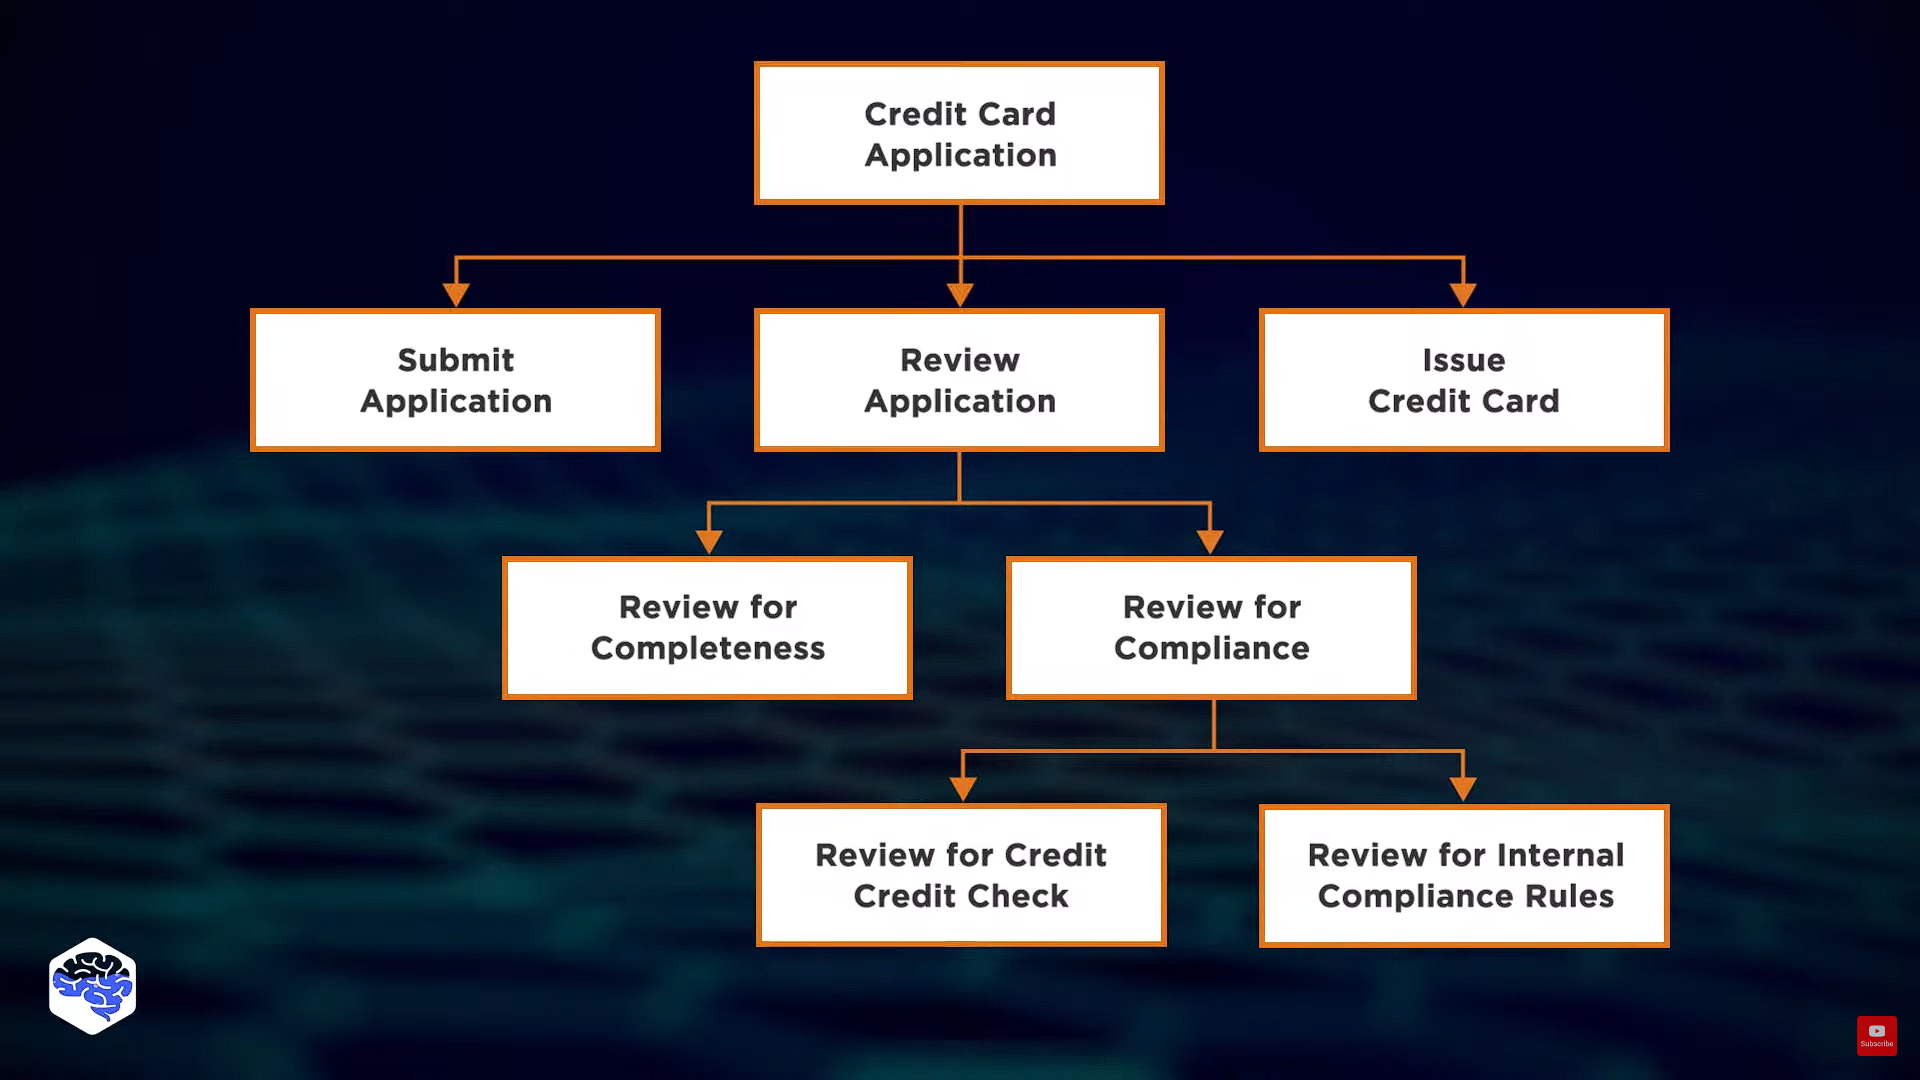 Credit Card
Application
Submit
Application
Review
Application
Issue
Credit Card
Review for
Completeness
Review for
Compliance
Review for Credit
Credit Check
Review for Internal
Compliance Rules
Subscribe